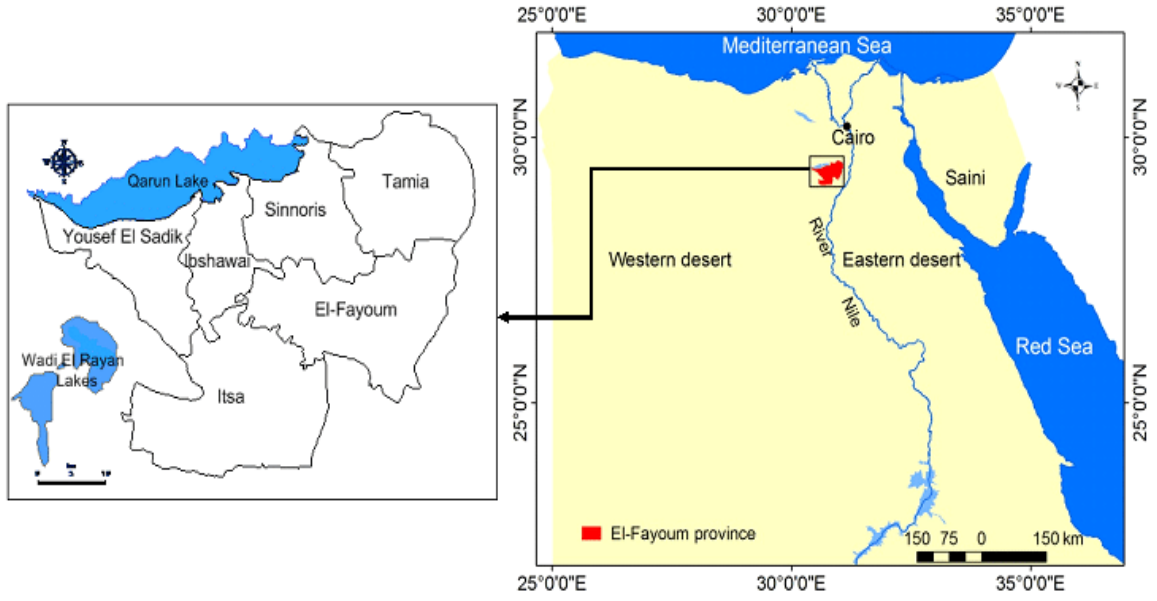 25°0'0"E
30°0'0"E
35°0'0"E
Mediterranean Sea
N
W
E
S
30°0'0"N
30°0'0"N
Cairo
Qarun Lake
Tamia
Saini
Sinnoris
Yousef El Sadik
River
Ibshawai
Western desert
Eastern desert
El-Fayoum
Nile
Red Sea
Wadi El Rayan
Lakes
Itsa
25°0'0"N
25°0'0"N
El-Fayoum province
150 75 0 150 km
25°0'0"E
30°0'0"E
35°0'0"E